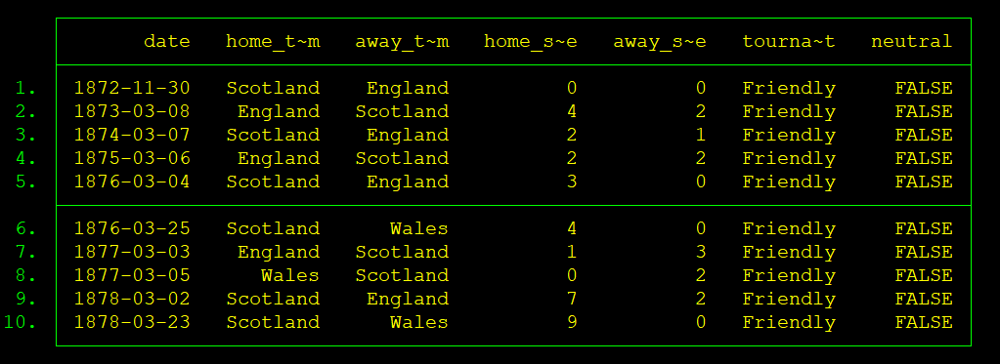 date home_t~m away_t~m home_s~e away_s~e tourna~t neutral
1. 1872-11-30 Scotland England 0 0 Friendly FALSE
2. 1873-03-08 England Scotland 4 2 Friendly FALSE
3. 1874-03-07 Scotland England 2 1 Friendly FALSE
4. 1875-03-06 England Scotland 2 2 Friendly FALSE
5. 1876-03-04 Scotland England 3 0 Friendly FALSE
6. 1876-03-25 Scotland Wales 4 0 Friendly FALSE
7. 1877-03-03 England Scotland 1 3 Friendly FALSE
8. 1877-03-05 Wales Scotland 0 2 Friendly FALSE
9. 1878-03-02 Scotland England 7 2 Friendly FALSE
10. 1878-03-23 Scotland Wales 9 0 Friendly FALSE